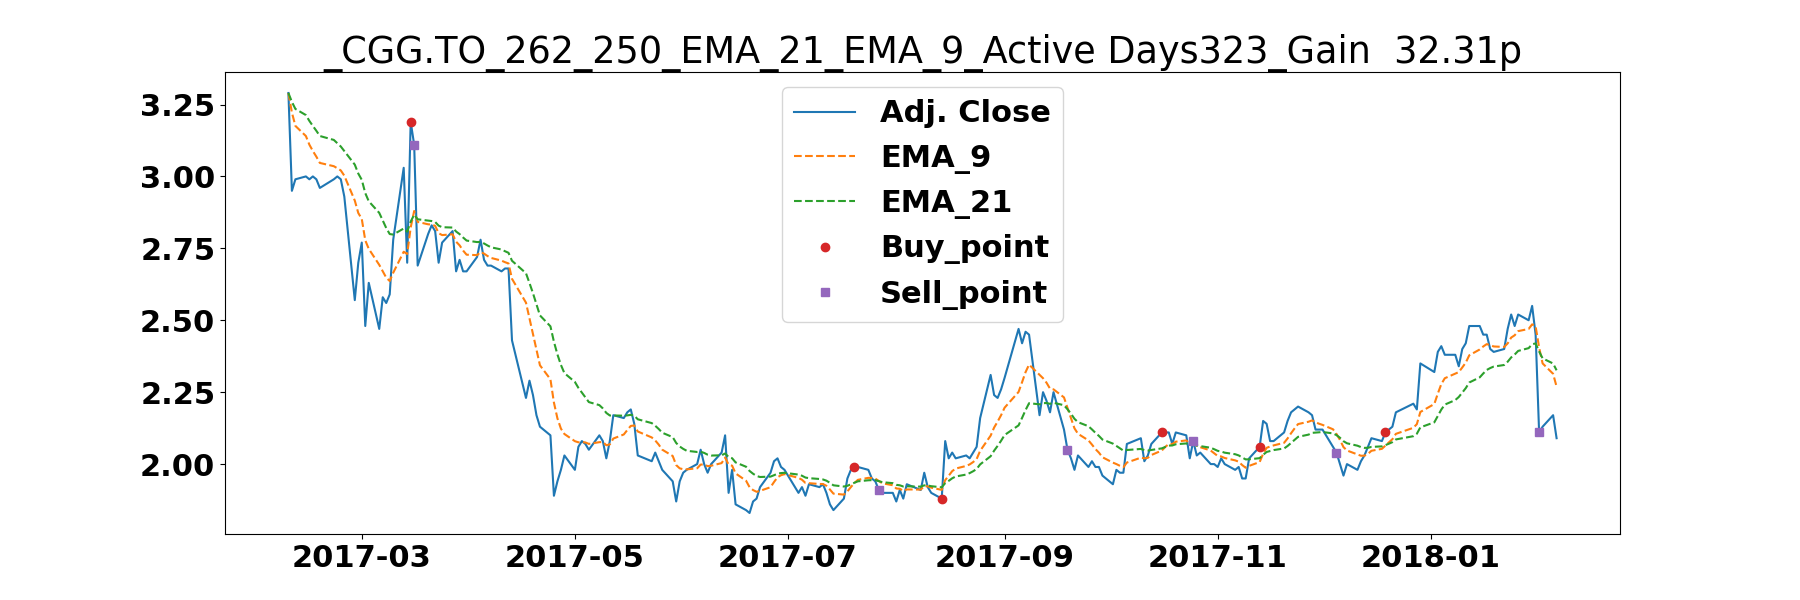 _CGG.TO_262_250_EMA_21_EMA_9_Active Days323_Gain  32.31p
3.25
3.00
2.75
2.50
2.25
2.00
Adj. Close
EMA_9
EMA_21
Buy_point
Sell_point
2017-03 2017-05 2017-07 2017-09 2017-11 2018-01